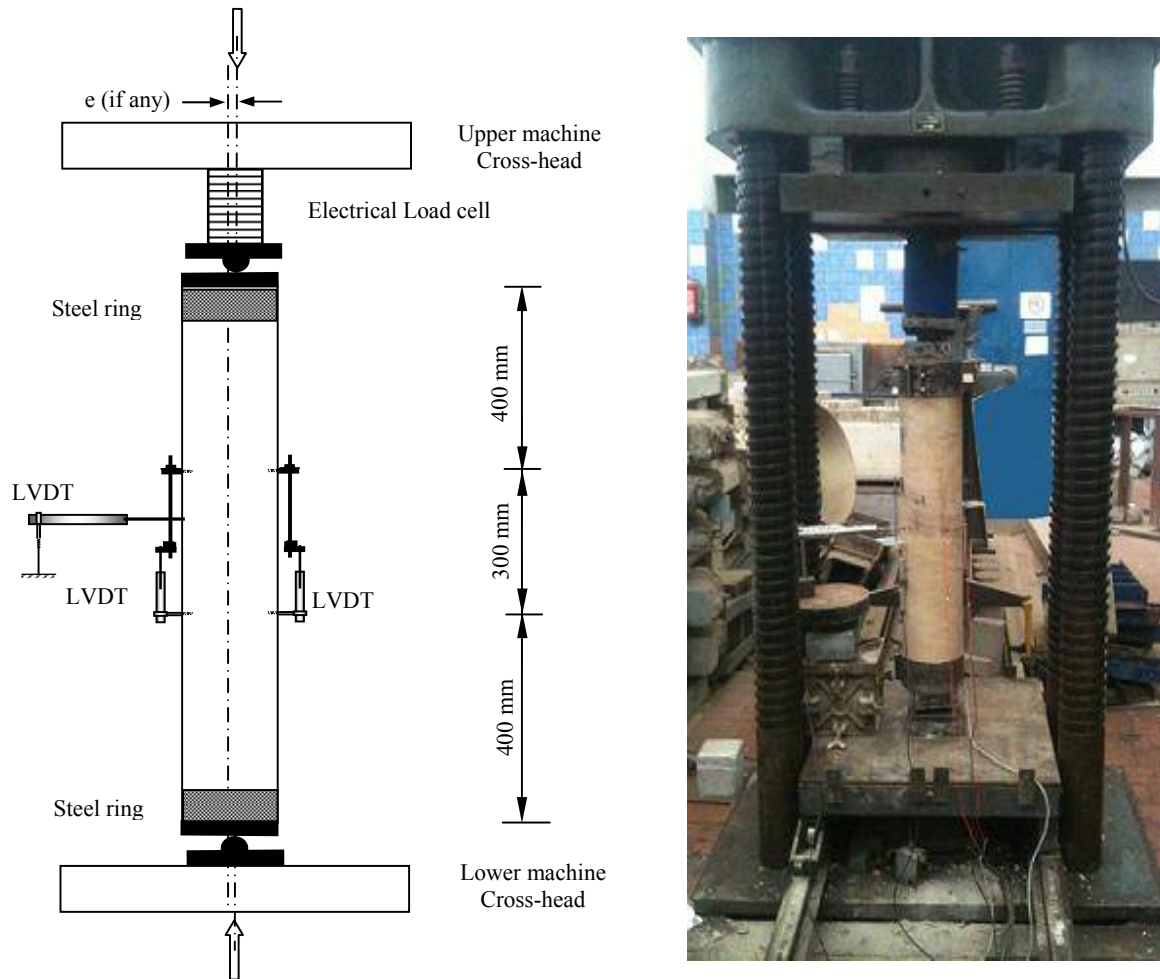 e (if any)
Upper machine
Cross-head
Electrical Load cell
Steel ring
400 mm
LVDT
300 mm
LVDT
LVDT
400 mm
Steel ring
Lower machine
Cross-head